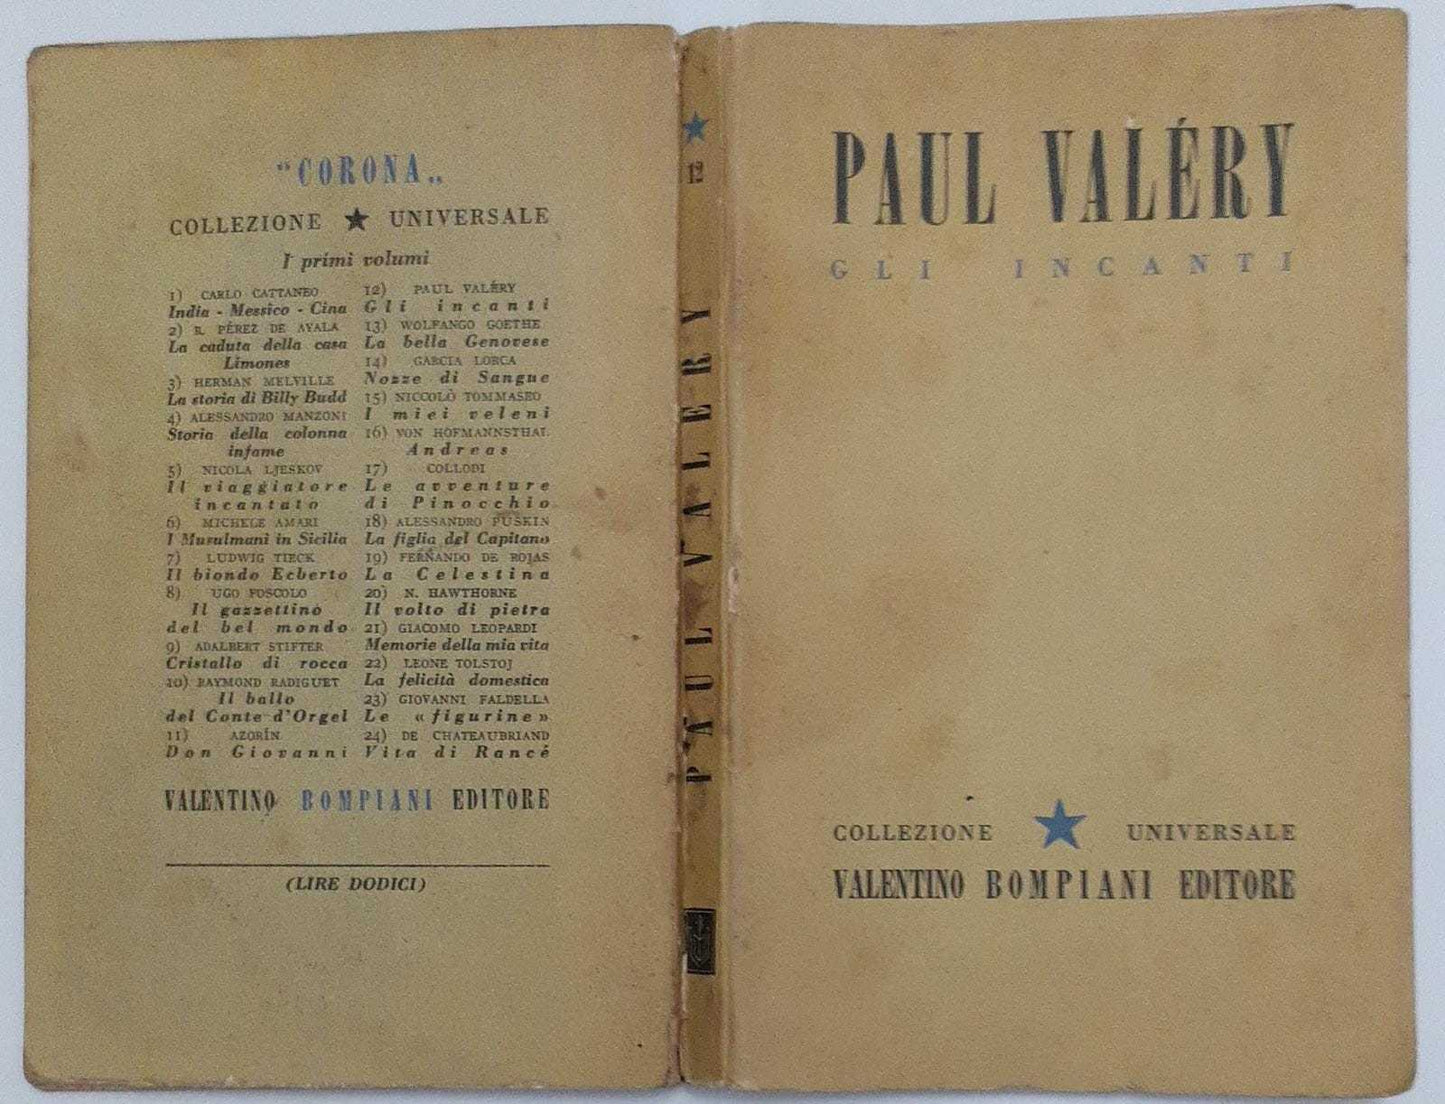 "CORONA„
COLLEZIONE ★ UNIVERSALE
I primi volumi
1) CARLO CATTANEO
India - Messico - Cina
2) R. PÉREZ DE AYALA
La caduta della casa
Limones
3) HERMAN MELVILLE
La storia di Billy Budd
4) ALESSANDRO MANZONI
Storia della colonna
infame
5) NICOLA LJESKOV
Il viaggiatore
incantato
6) MICHELE AMARI
I Musulmani in Sicilia
7) LUDWIG TIECK
Il biondo Ecberto
8) UGO FOSCOLO
Il gazzettino
del bel mondo
9) ADALBERT STIFTER
Cristallo di rocca
10) RAYMOND RADIGUET
Il ballo
del Conte d'Orgel
11) AZORÍN
Don Giovanni
12) PAUL VALÉRY
Gli incanti
13) WOLFANGO GOETHE
La bella Genovese
14) GARCIA LORCA
Nozze di Sangue
15) NICCOLÒ TOMMASEO
I miei veleni
16) VON HOFMANNSTHAL
Andreas
17) COLLODI
Le avventure
di Pinocchio
18) ALESSANDRO PUSKIN
La figlia del Capitano
19) FERNANDO DE ROJAS
La Celestina
20) N. HAWTHORNE
Il volto di pietra
21) GIACOMO LEOPARDI
Memorie della mia vita
22) LEONE TOLSTOJ
La felicità domestica
23) GIOVANNI FALDELLA
Le «figurine»
24) DE CHATEAUBRIAND
Vita di Rancé
VALENTINO BOMPIANI EDITORE
(LIRE DODICI)
★
12
PAUL VALERY
PAUL VALÉRY
GLI INCANTI
COLLEZIONE ★ UNIVERSALE
VALENTINO BOMPIANI EDITORE